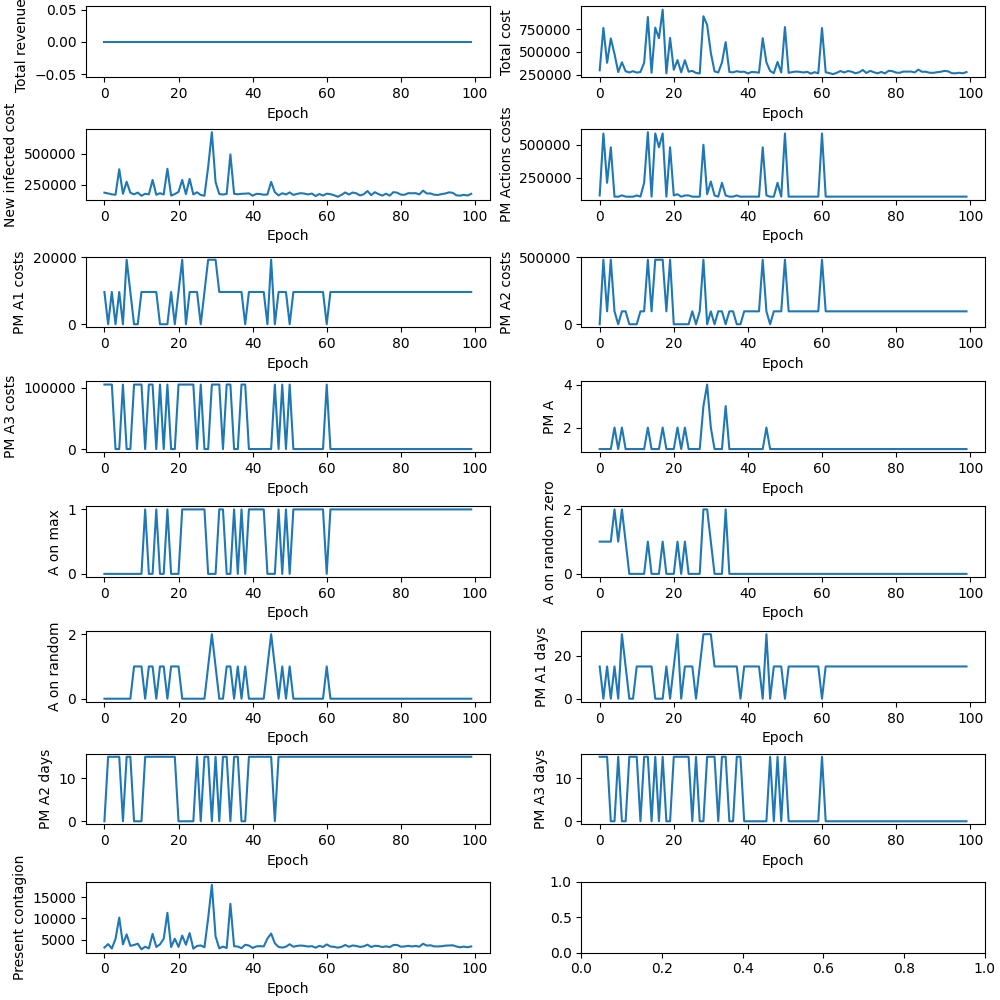 Total revenue
0.05
0.00
−0.05
0 20 40 60 80 100
Epoch
Total cost
750000
500000
250000
0 20 40 60 80 100
Epoch
New infected cost
500000
250000
0 20 40 60 80 100
Epoch
PM Actions costs
500000
250000
0 20 40 60 80 100
Epoch
PM A1 costs
20000
0
0 20 40 60 80 100
Epoch
PM A2 costs
500000
0
0 20 40 60 80 100
Epoch
PM A3 costs
100000
0
0 20 40 60 80 100
Epoch
PM A
4
2
0 20 40 60 80 100
Epoch
A on max
1
0
0 20 40 60 80 100
Epoch
A on random zero
2
0
0 20 40 60 80 100
Epoch
A on random
2
0
0 20 40 60 80 100
Epoch
PM A1 days
20
0
0 20 40 60 80 100
Epoch
PM A2 days
10
0
0 20 40 60 80 100
Epoch
PM A3 days
10
0
0 20 40 60 80 100
Epoch
Present contagion
15000
10000
5000
0 20 40 60 80 100
Epoch
1.0
0.5
0.0
0.0 0.2 0.4 0.6 0.8 1.0